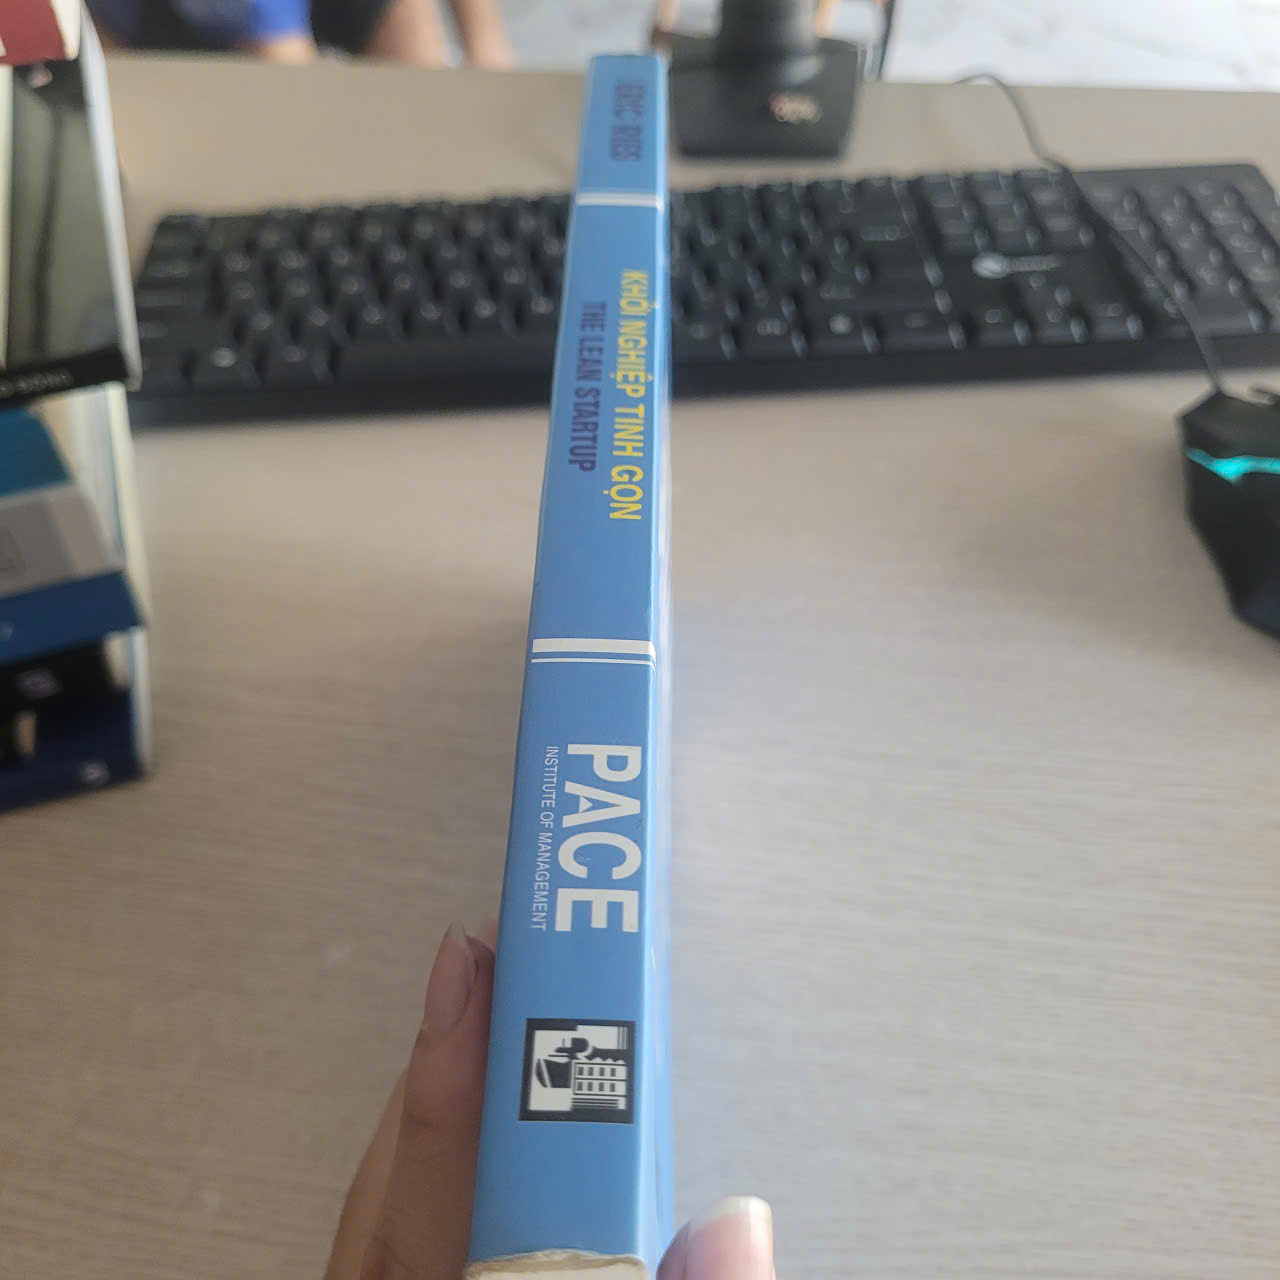 ERIC RIES
KHỞI NGHIỆP TINH GỌN
THE LEAN STARTUP
PACE
INSTITUTE OF MANAGEMENT